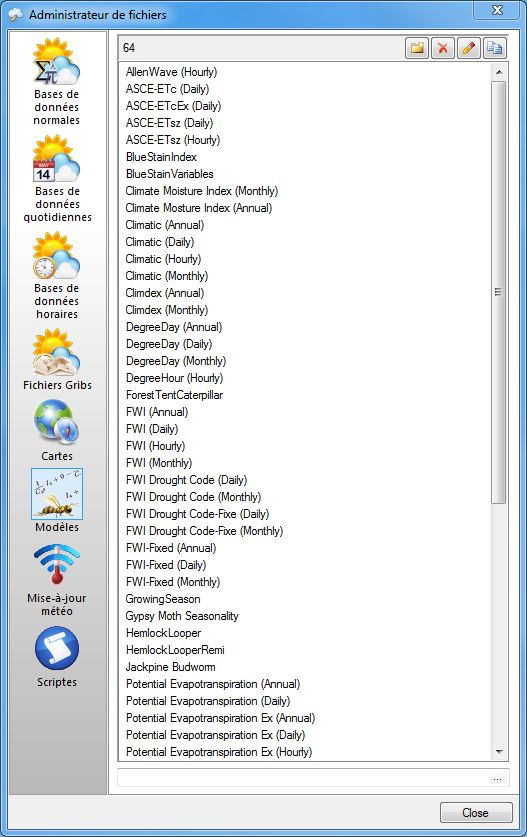 Administrateur de fichiers
Bases de
données
normales
MAY
14
Bases de
données
quotidiennes
Bases de
données
horaires
Fichiers Gribs
Cartes
Modèles
Mise-à-jour
météo
Scriptes
64
AllenWave (Hourly)
ASCE-ETc (Daily)
ASCE-ETcEx (Daily)
ASCE-ETsz (Daily)
ASCE-ETsz (Hourly)
BlueStainIndex
BlueStainVariables
Climate Moisture Index (Monthly)
Climate Mosture Index (Annual)
Climatic (Annual)
Climatic (Daily)
Climatic (Hourly)
Climatic (Monthly)
Climdex (Annual)
Climdex (Monthly)
DegreeDay (Annual)
DegreeDay (Daily)
DegreeDay (Monthly)
DegreeHour (Hourly)
ForestTentCaterpillar
FWI (Annual)
FWI (Daily)
FWI (Hourly)
FWI (Monthly)
FWI Drought Code (Daily)
FWI Drought Code (Monthly)
FWI Drought Code-Fixe (Daily)
FWI Drought Code-Fixe (Monthly)
FWI-Fixed (Annual)
FWI-Fixed (Daily)
FWI-Fixed (Monthly)
GrowingSeason
Gypsy Moth Seasonality
HemlockLooper
HemlockLooperRemi
Jackpine Budworm
Potential Evapotranspiration (Annual)
Potential Evapotranspiration (Daily)
Potential Evapotranspiration Ex (Annual)
Potential Evapotranspiration Ex (Daily)
Potential Evapotranspiration Ex (Hourly)
...
Close